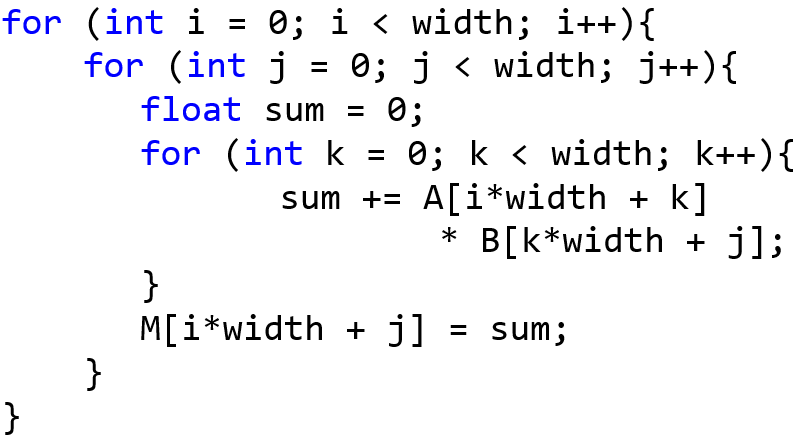 for (int i = 0; i < width; i++){
    for (int j = 0; j < width; j++){
        float sum = 0;
        for (int k = 0; k < width; k++){
                sum += A[i*width + k]
                        * B[k*width + j];
        }
        M[i*width + j] = sum;
    }
}